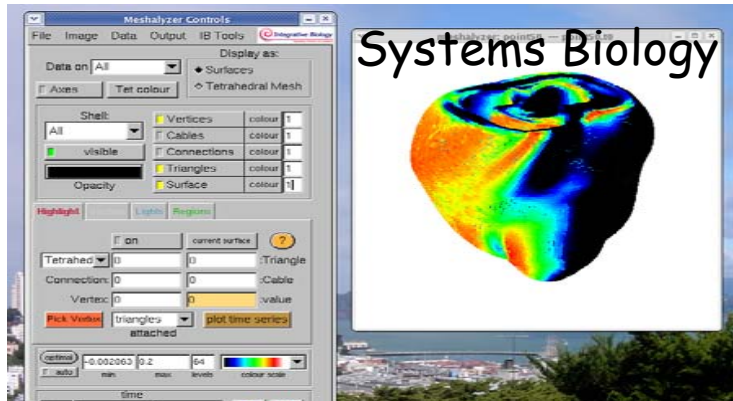 Meshalyzer Controls
File Image Data Output IB Tools Integrative Biology
Display as:
Data on All
Surfaces
Axes Tet colour Tetrahedral Mesh
Shell:
All
visible
Opacity
Vertices colour 1
Cables colour 1
Connections colour 1
Triangles colour 1
Surface colour 1
Highlight Lights Regions
on current surface ?
Tetrahed 0 0 :Triangle
Connection: 0 0 :Cable
Vertex: 0 0 :value
Pick Vertex triangles plot time series
attached
optimal -0.002063 0.2 64
auto min max levels colour scale
time
Systems Biology
meshalyzer: point50.